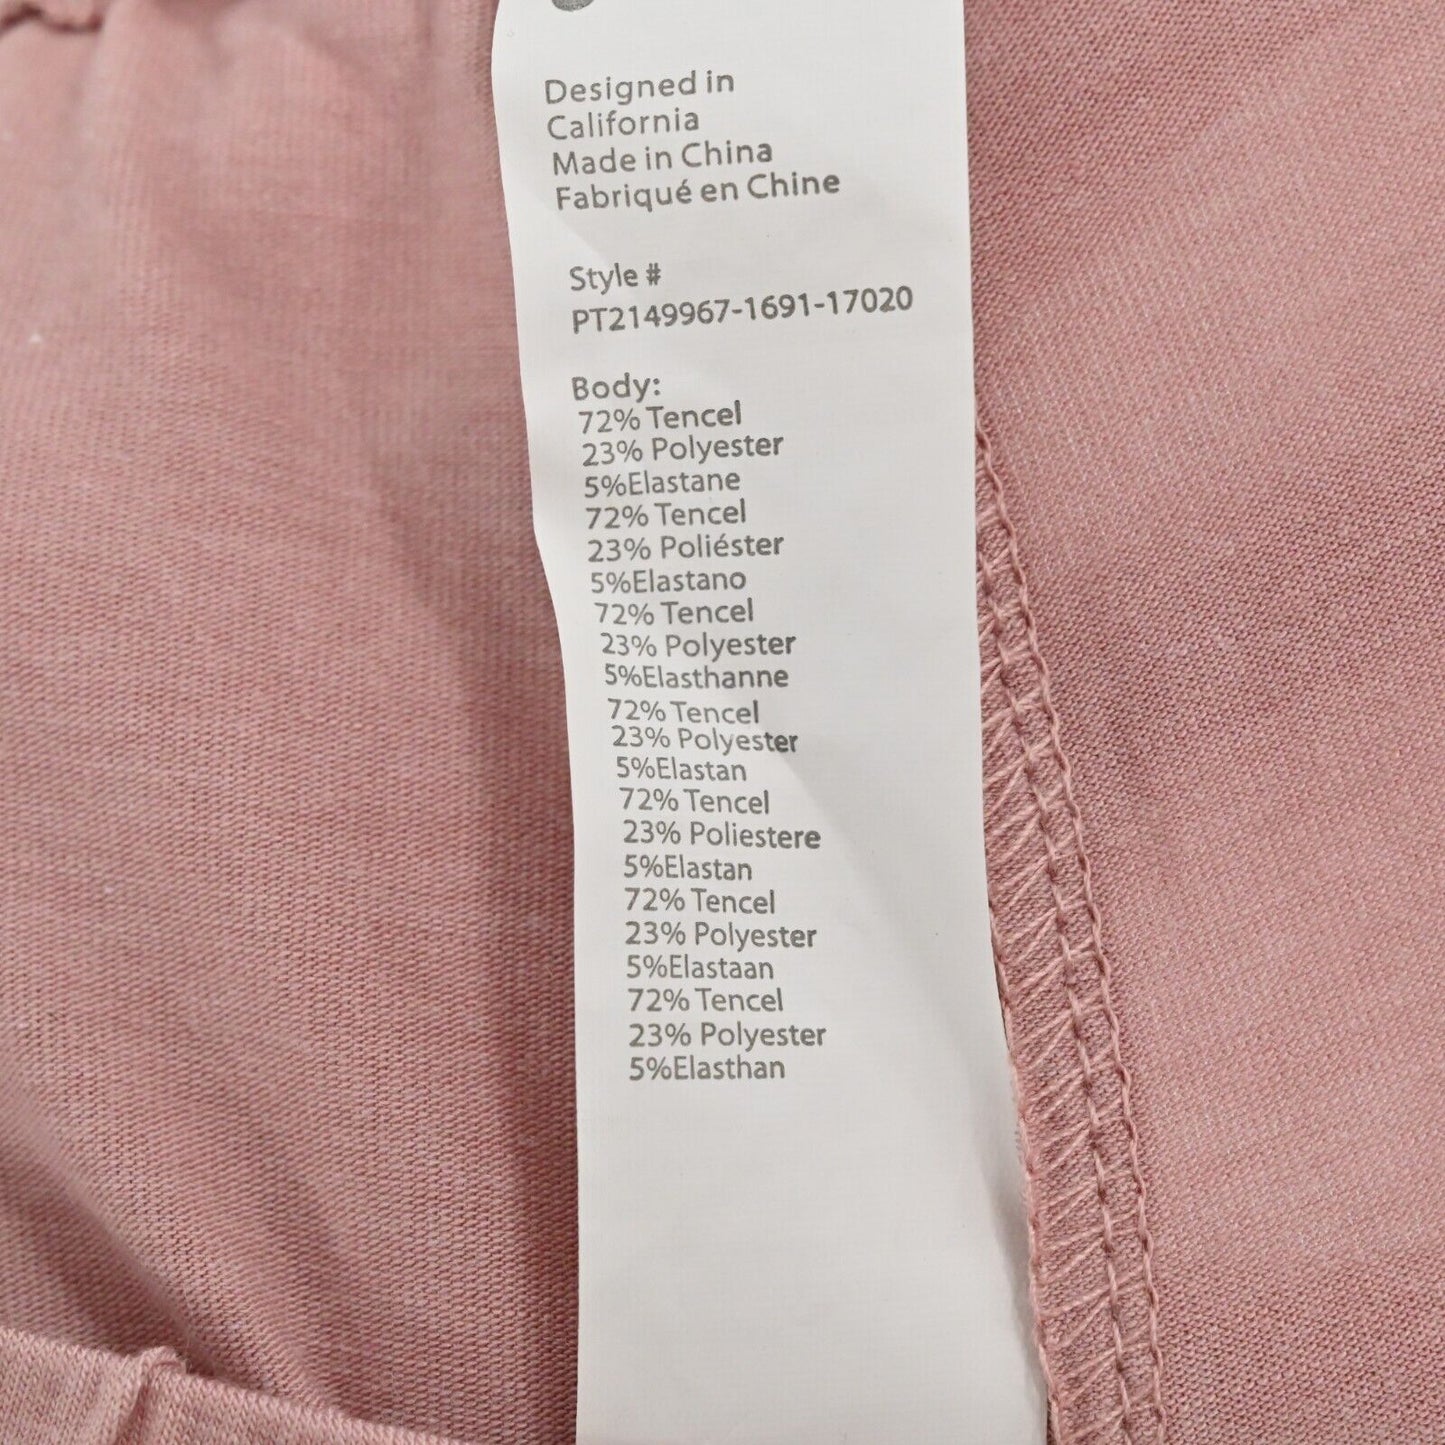 Designed in
California
Made in China
Fabriqué en Chine
Style #
PT2149967-1691-17020
Body:
72% Tencel
23% Polyester
5%Elastane
72% Tencel
23% Poliéster
5%Elastano
72% Tencel
23% Polyester
5%Elasthanne
72% Tencel
23% Polyester
5%Elastan
72% Tencel
23% Poliestere
5%Elastan
72% Tencel
23% Polyester
5%Elastaan
72% Tencel
23% Polyester
5%Elasthan